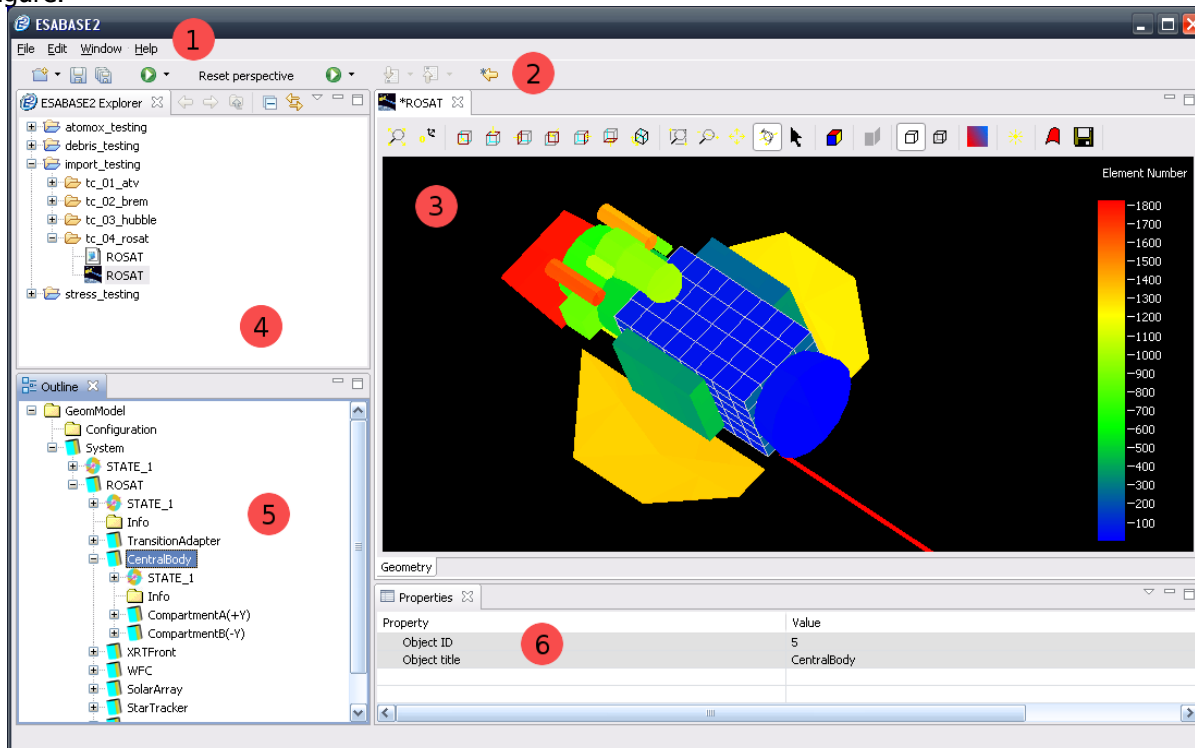 figure.
ESABASE2
File Edit Window Help
1
Reset perspective
2
ESABASE2 Explorer
*ROSAT
atomox_testing
debris_testing
import_testing
tc_01_atv
tc_02_brem
tc_03_hubble
tc_04_rosat
ROSAT
ROSAT
stress_testing
4
3
Element Number
1800
1700
1600
1500
1400
1300
1200
1100
1000
900
800
700
600
500
400
300
200
100
Geometry
Outline
GeomModel
Configuration
System
STATE_1
ROSAT
STATE_1
Info
TransitionAdapter
CentralBody
STATE_1
Info
CompartmentA(+Y)
CompartmentB(-Y)
XRTFront
WFC
SolarArray
StarTracker
5
Properties
Property Value
Object ID 5
Object title CentralBody
6